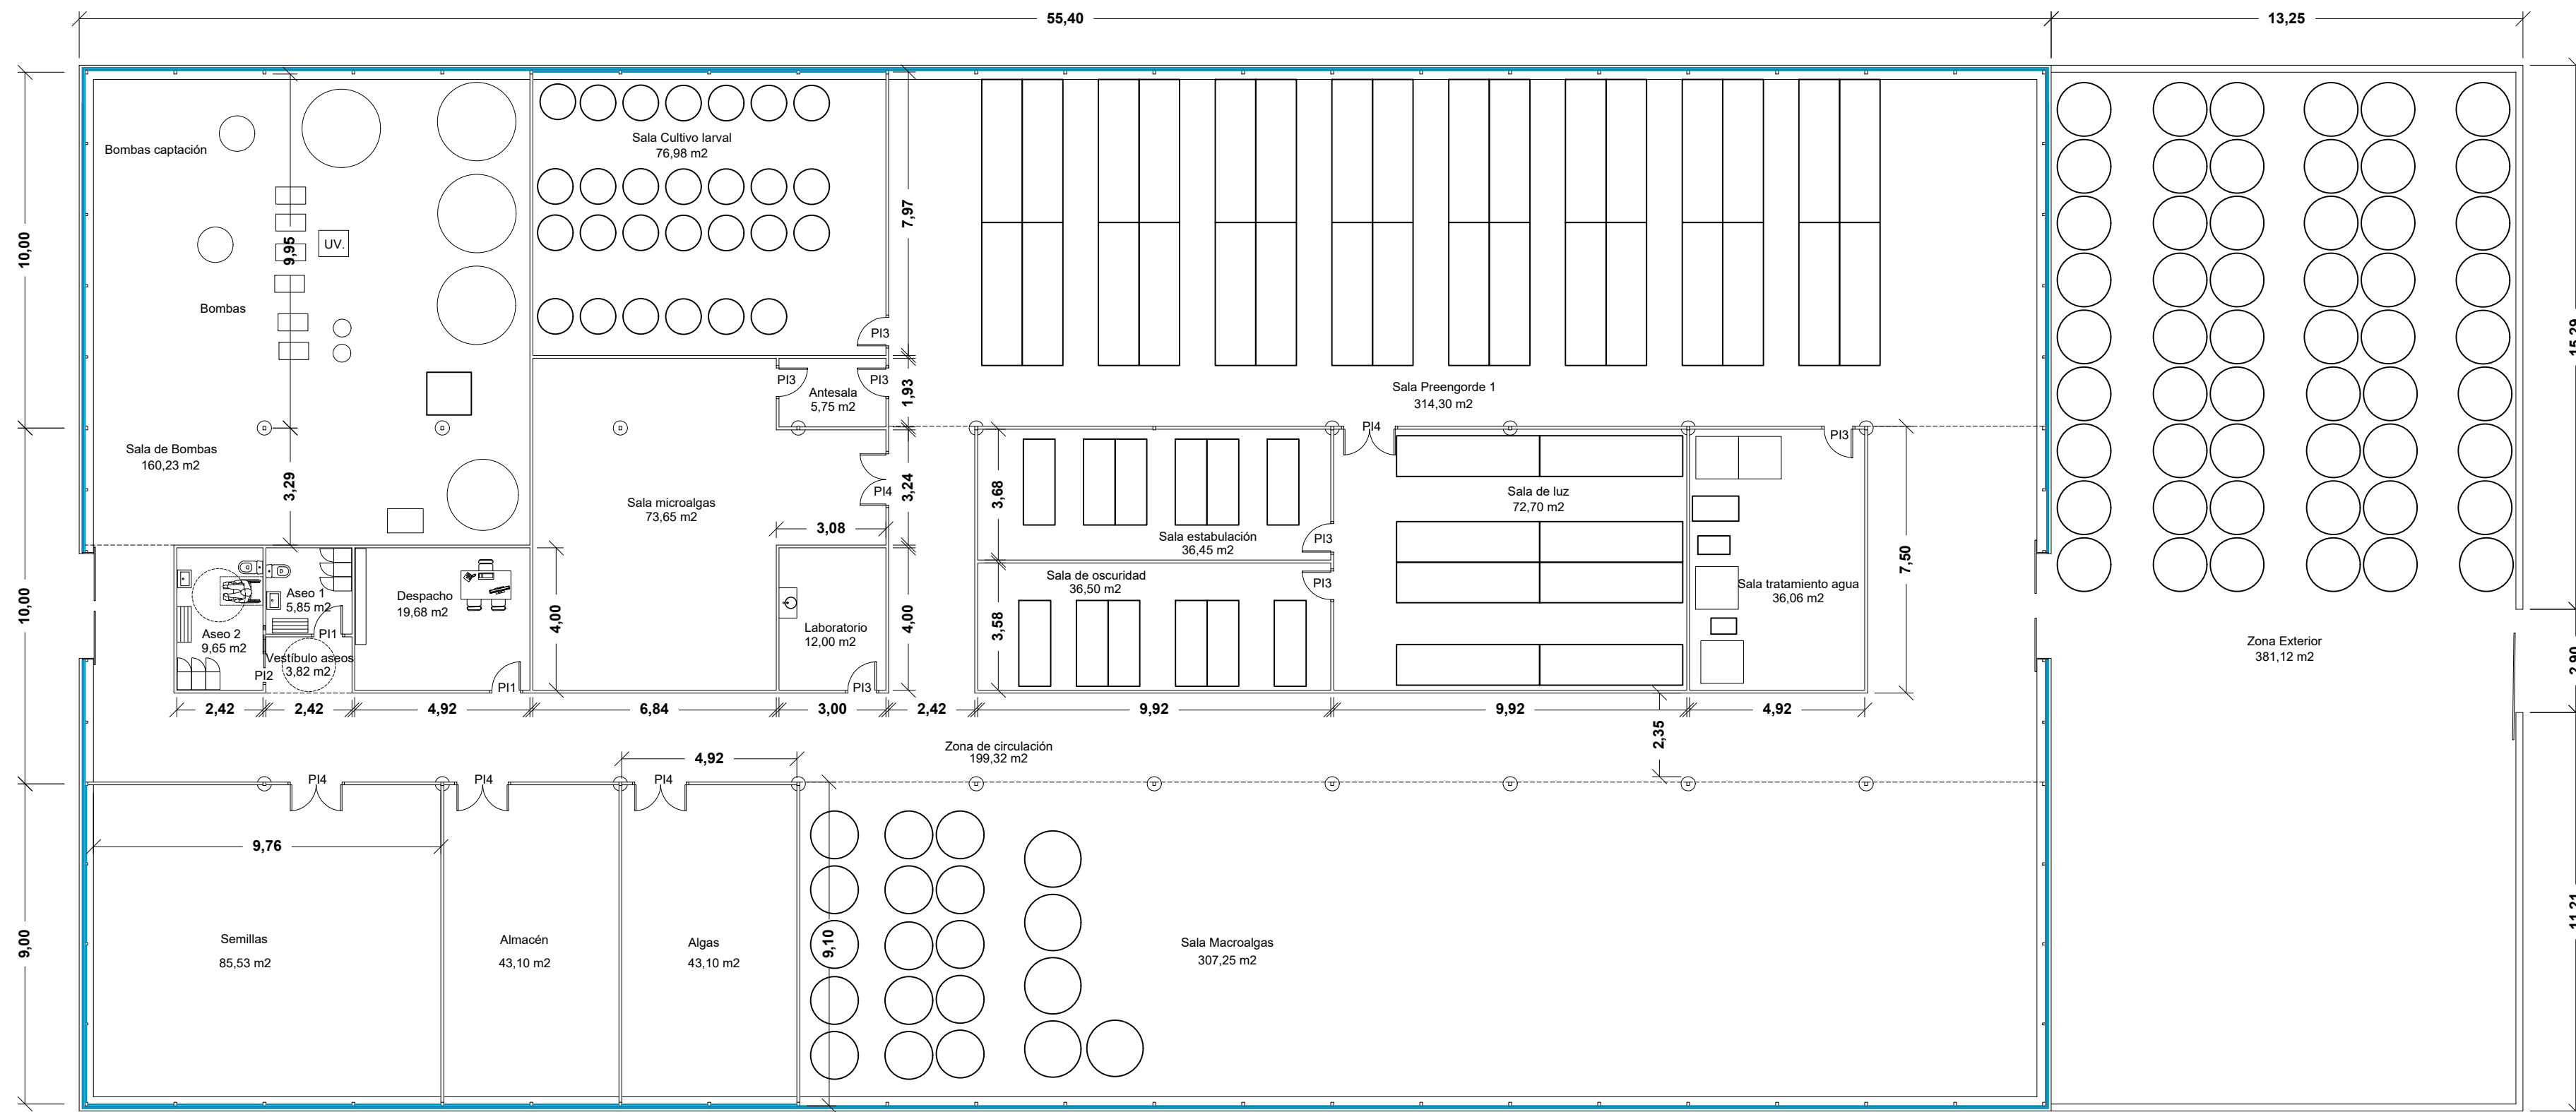 55,40
13,25
Bombas captación
Sala Cultivo larval
76,98 m2
10,00
9,95
UV.
7,97
Bombas
15,29
PI3
PI3
PI3
Antesala
5,75 m2
1,93
Sala Preengorde 1
314,30 m2
PI4
PI3
Sala de Bombas
160,23 m2
3,29
Sala microalgas
73,65 m2
PI4
3,24
3,68
Sala de luz
72,70 m2
3,08
Sala estabulación
36,45 m2
PI3
7,50
10,00
Aseo 1
5,85 m2
Despacho
19,68 m2
4,00
Laboratorio
12,00 m2
4,00
Sala de oscuridad
36,50 m2
PI3
3,58
Sala tratamiento agua
36,06 m2
Aseo 2
9,65 m2
PI1
Vestíbulo aseos
3,82 m2
PI2
PI1
PI3
Zona Exterior
381,12 m2
2,90
2,42
2,42
4,92
6,84
3,00
2,42
9,92
9,92
4,92
2,35
Zona de circulación
199,32 m2
4,92
PI4
PI4
PI4
9,76
9,00
9,10
11,21
Semillas
85,53 m2
Almacén
43,10 m2
Algas
43,10 m2
Sala Macroalgas
307,25 m2